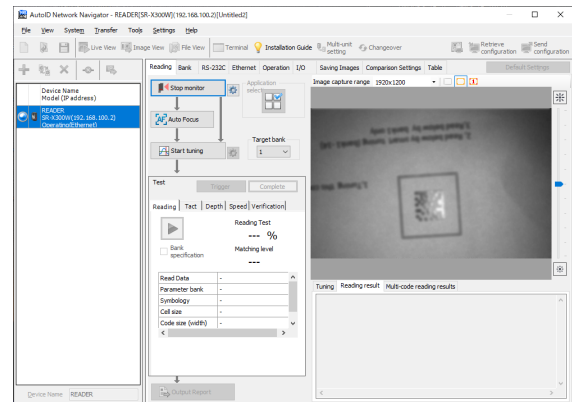 AutoID Network Navigator - READER(SR-X300W)(192.168.100.2)[Untitled2]
File View System Transfer Tools Settings Help
Live View Image View File View Terminal Installation Guide Multi-unit setting Changeover Retrieve configuration Send configuration
Reading Bank RS-232C Ethernet Operation I/O Saving Images Comparison Settings Table Default Settings
Device Name
Model (IP address)
READER
SR-X300W(192.168.100.2)
Operating(Ethernet)
Stop monitor
Application selection
Auto Focus
Start tuning
Target bank
1
Image capture range 1920x1200
Test
Trigger Complete
Reading Tact Depth Speed Verification
Reading Test
--- %
Bank specification
Matching level
---
Read Data -
Parameter bank -
Symbology -
Cell size -
Code size (width) -
Output Report
Tuning Reading result Multi-code reading results
Device Name READER